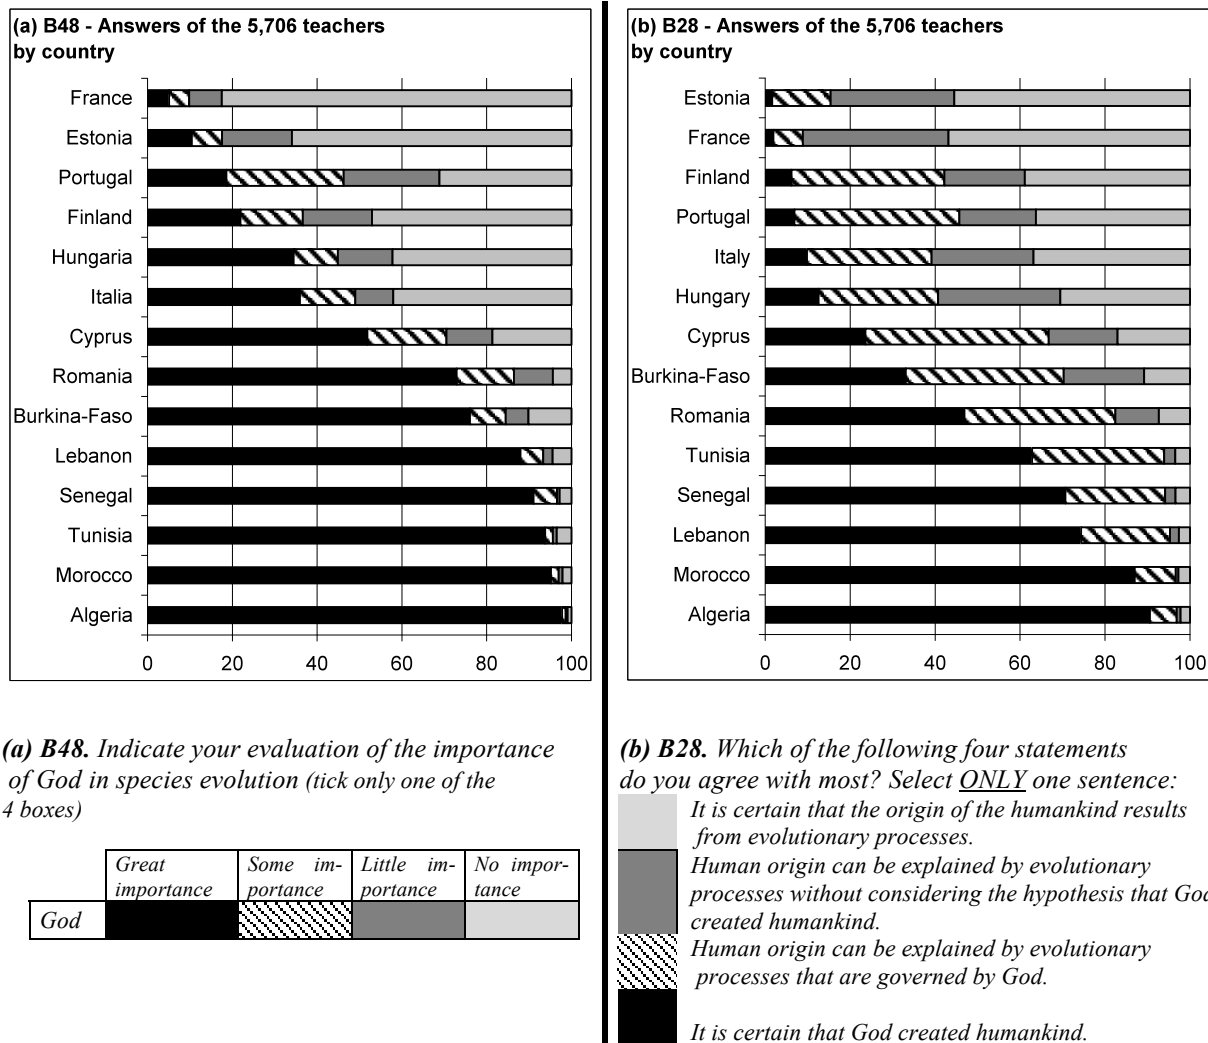 (a) B48 - Answers of the 5,706 teachers
by country
France
Estonia
Portugal
Finland
Hungaria
Italia
Cyprus
Romania
Burkina-Faso
Lebanon
Senegal
Tunisia
Morocco
Algeria
0 20 40 60 80 100
(b) B28 - Answers of the 5,706 teachers
by country
Estonia
France
Finland
Portugal
Italy
Hungary
Cyprus
Burkina-Faso
Romania
Tunisia
Senegal
Lebanon
Morocco
Algeria
0 20 40 60 80 100
(a) B48. Indicate your evaluation of the importance
of God in species evolution (tick only one of the
4 boxes)
Great Some im- Little im- No impor-
importance portance portance tance
God
(b) B28. Which of the following four statements
do you agree with most? Select ONLY one sentence:
It is certain that the origin of the humankind results
from evolutionary processes.
Human origin can be explained by evolutionary
processes without considering the hypothesis that God
created humankind.
Human origin can be explained by evolutionary
processes that are governed by God.
It is certain that God created humankind.